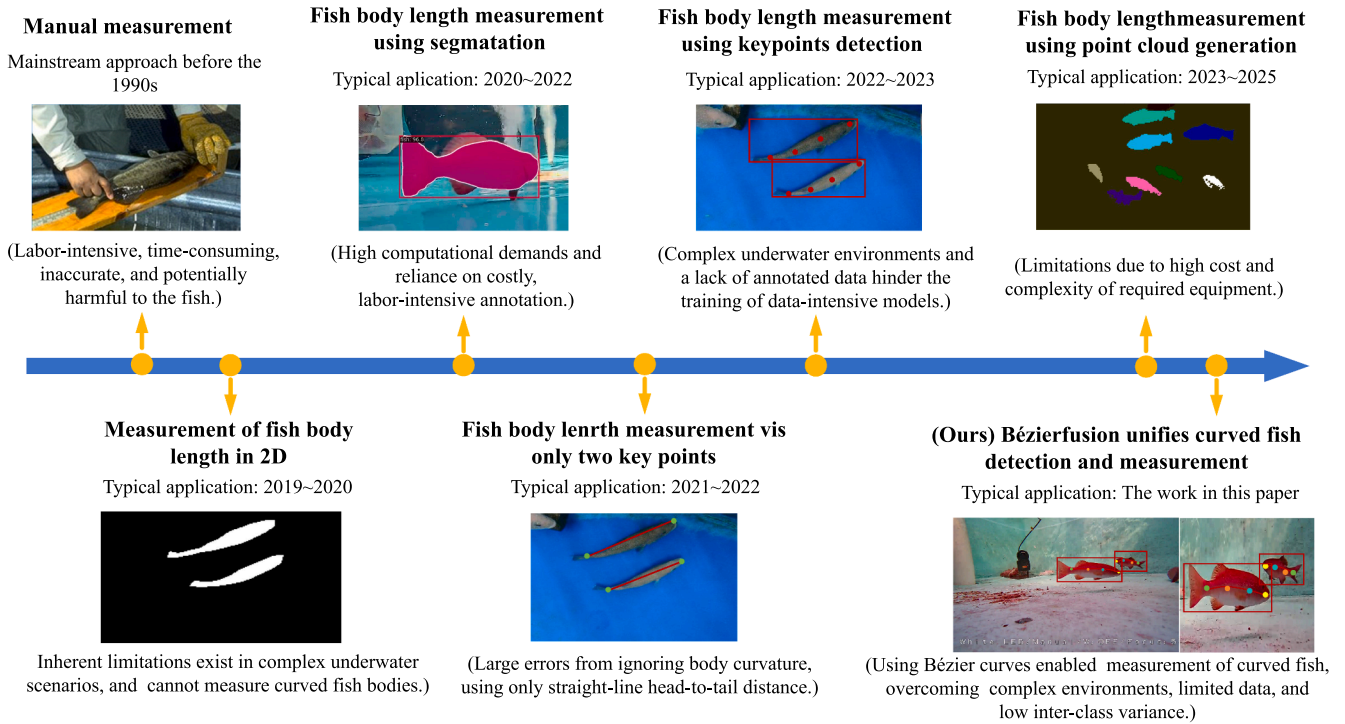 Manual measurement
Mainstream approach before the
1990s
(Labor-intensive, time-consuming,
inaccurate, and potentially
harmful to the fish.)
Fish body length measurement
using segmatation
Typical aplication: 2020~2022
(High computational demands and
reliance on costly,
labor-intensive annotation.)
Fish body length measurement
using keypoints detection
Typical application: 2022~2023
(Complex underwater environments and
a lack of annotated data hinder the
training of data-intensive models.)
Fish body lengthmeasurement
using point cloud generation
Typical application: 2023~2025
(Limitations due to high cost and
complexity of required equipment.)
Measurement of fish body
length in 2D
Typical application: 2019~2020
Inherent limitations exist in complex underwater
scenarios, and cannot measure curved fish bodies.)
Fish body lenrth measurement vis
only two key points
Typical application: 2021~2022
(Large errors from ignoring body curvature,
using only straight-line head-to-tail distance.)
(Ours) Bézierfusion unifies curved fish
detection and measurement
Typical application: The work in this paper
(Using Bézier curves enabled measurement of curved fish,
overcoming complex environments, limited data, and
low inter-class variance.)